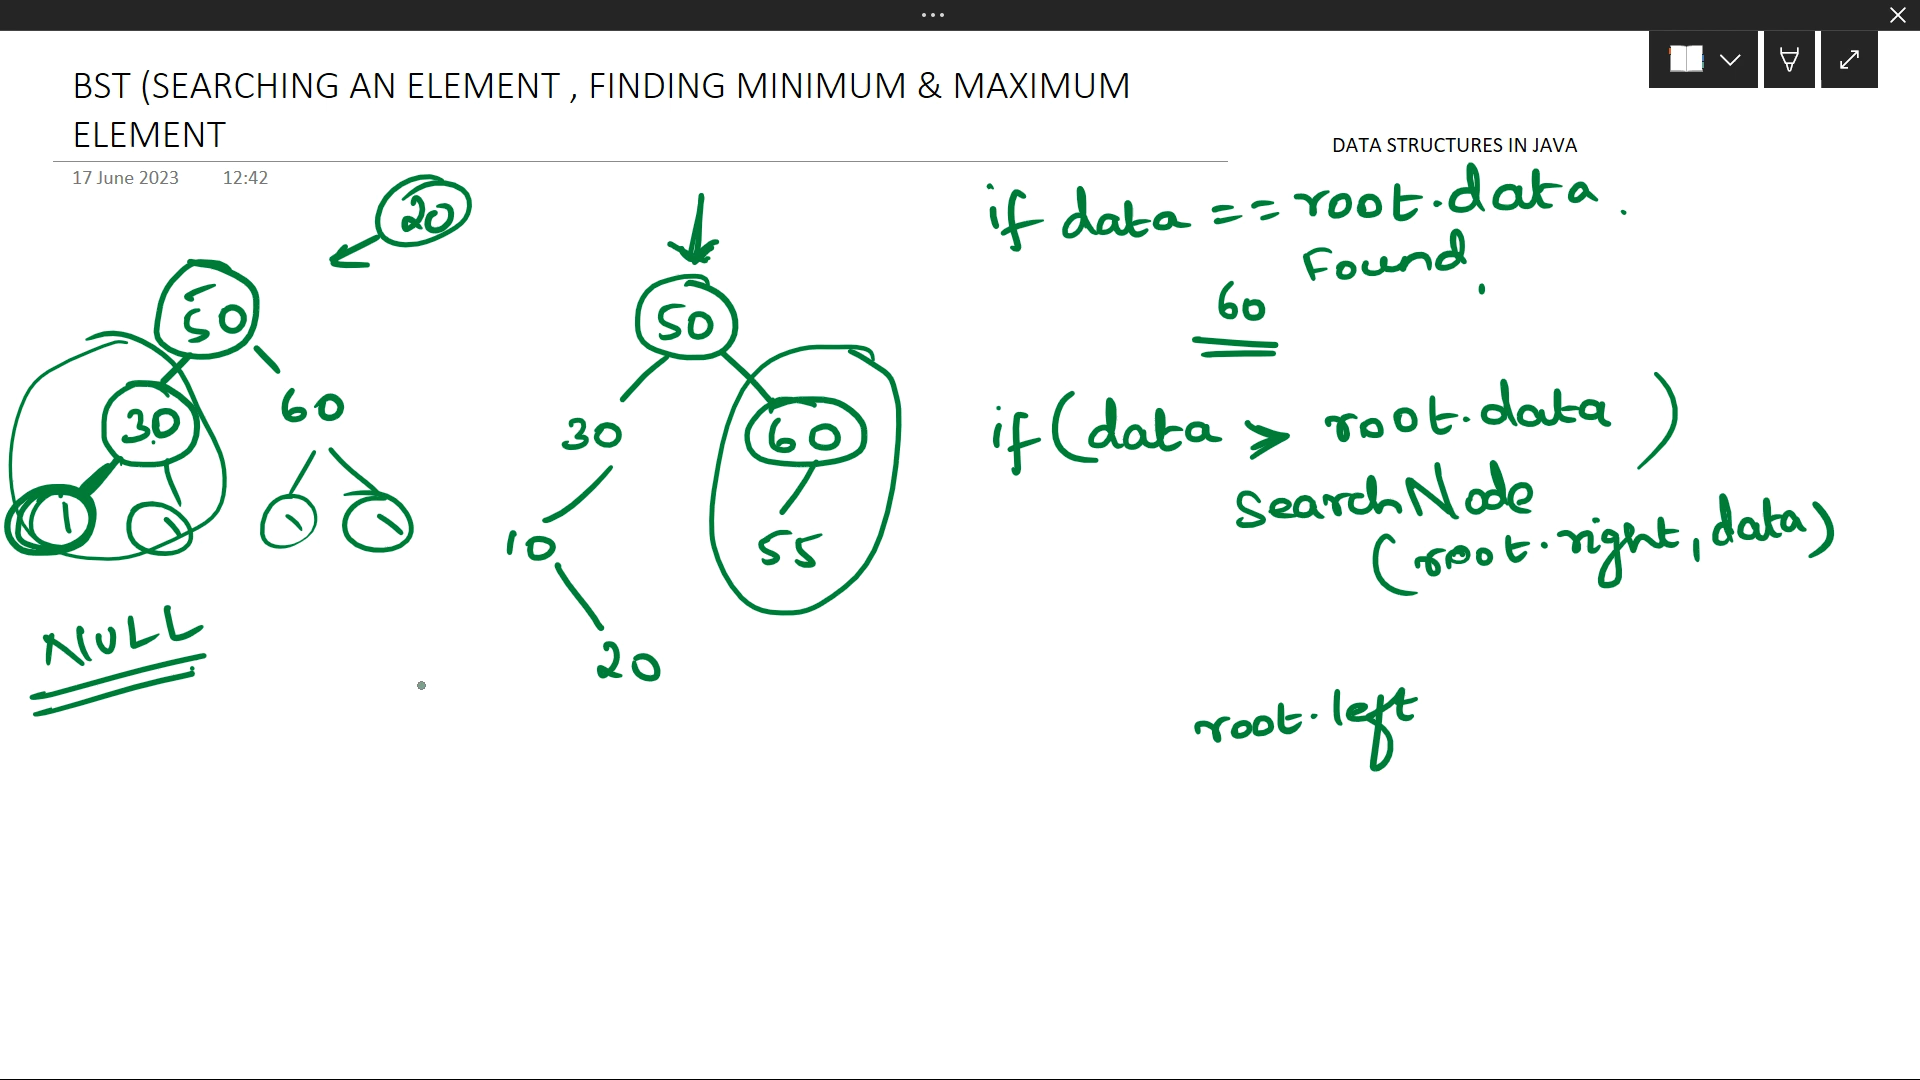 BST (SEARCHING AN ELEMENT , FINDING MINIMUM & MAXIMUM
ELEMENT
DATA STRUCTURES IN JAVA
17 June 2023 12:42
20
50
30
60
NULL
50
30
60
10
55
20
if data == root.data.
Found.
60
if (data > root.data)
SearchNode
(root.right, data)
root.left